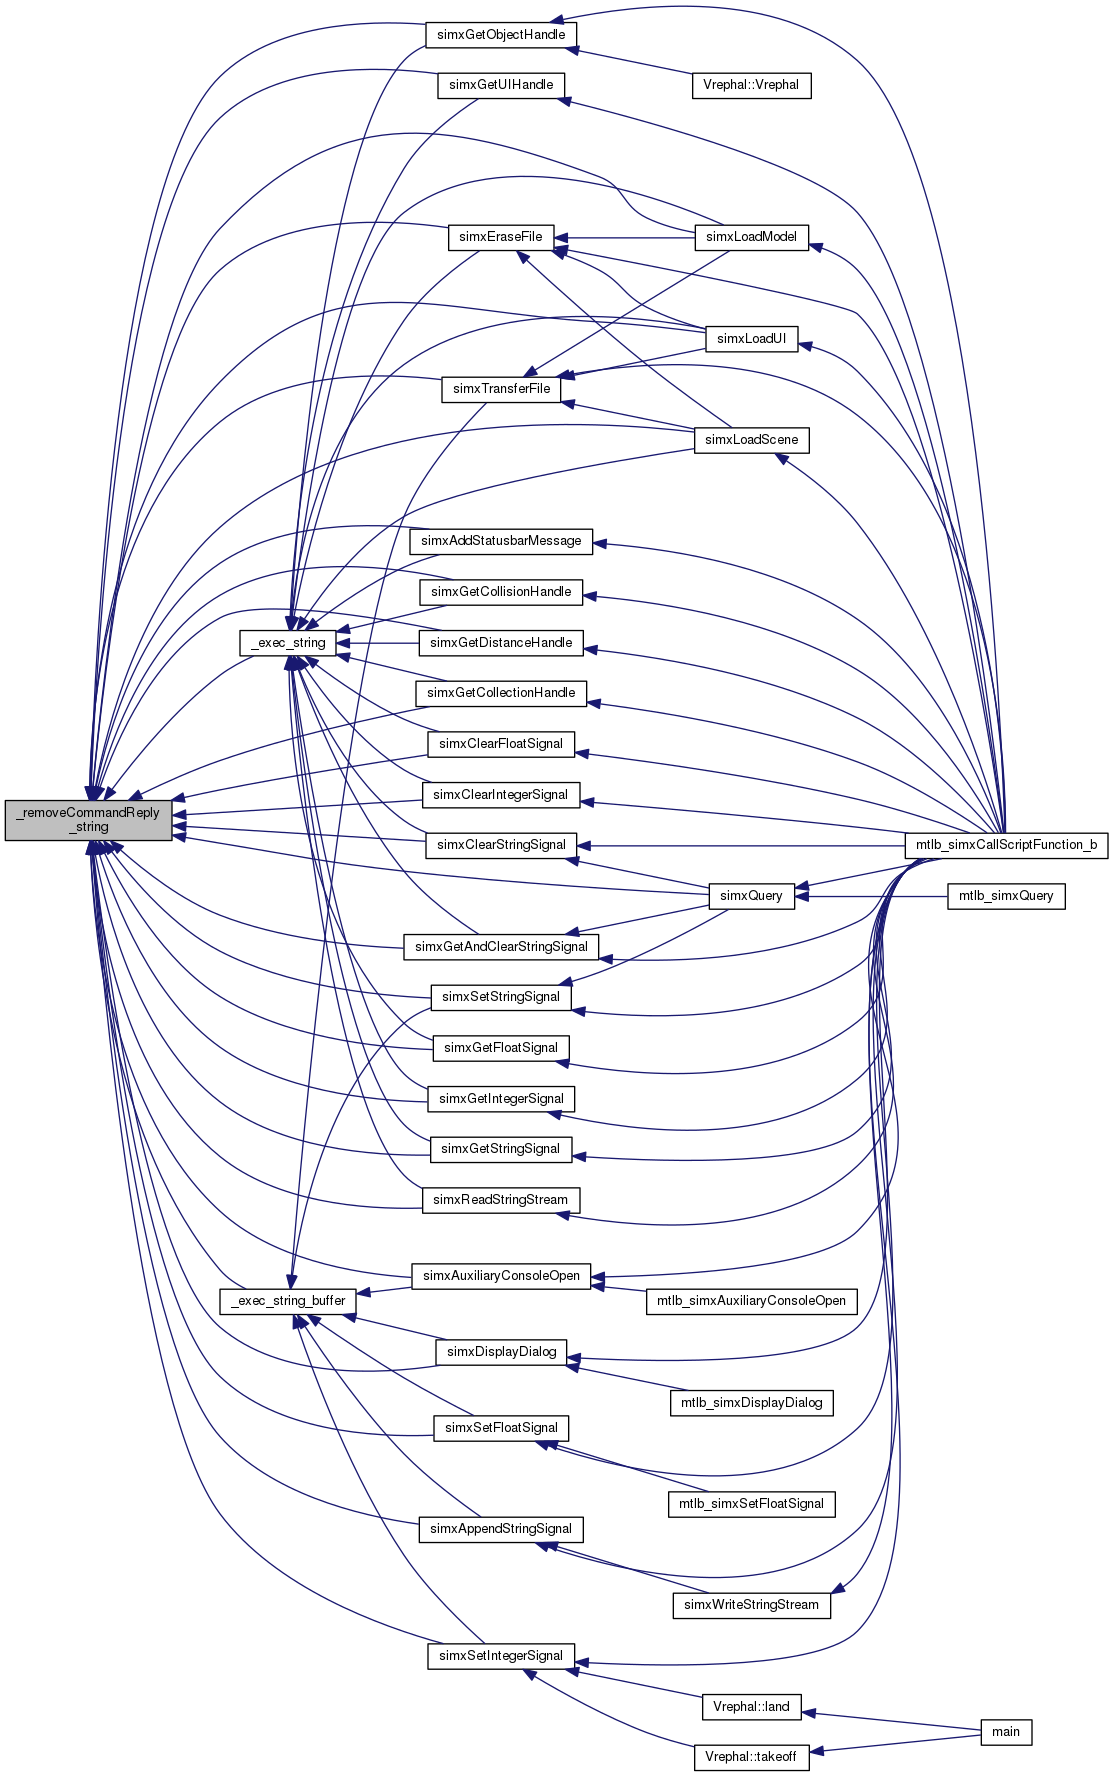 simxGetObjectHandle
Vrephal::Vrephal
simxGetUIHandle
simxEraseFile
simxLoadModel
simxLoadUI
simxTransferFile
simxLoadScene
simxAddStatusbarMessage
simxGetCollisionHandle
_exec_string
simxGetDistanceHandle
simxGetCollectionHandle
simxClearFloatSignal
simxClearIntegerSignal
_removeCommandReply
_string
simxClearStringSignal
mtlb_simxCallScriptFunction_b
simxQuery
mtlb_simxQuery
simxGetAndClearStringSignal
simxSetStringSignal
simxGetFloatSignal
simxGetIntegerSignal
simxGetStringSignal
simxReadStringStream
simxAuxiliaryConsoleOpen
_exec_string_buffer
mtlb_simxAuxiliaryConsoleOpen
simxDisplayDialog
mtlb_simxDisplayDialog
simxSetFloatSignal
mtlb_simxSetFloatSignal
simxAppendStringSignal
simxWriteStringStream
simxSetIntegerSignal
Vrephal::land
main
Vrephal::takeoff